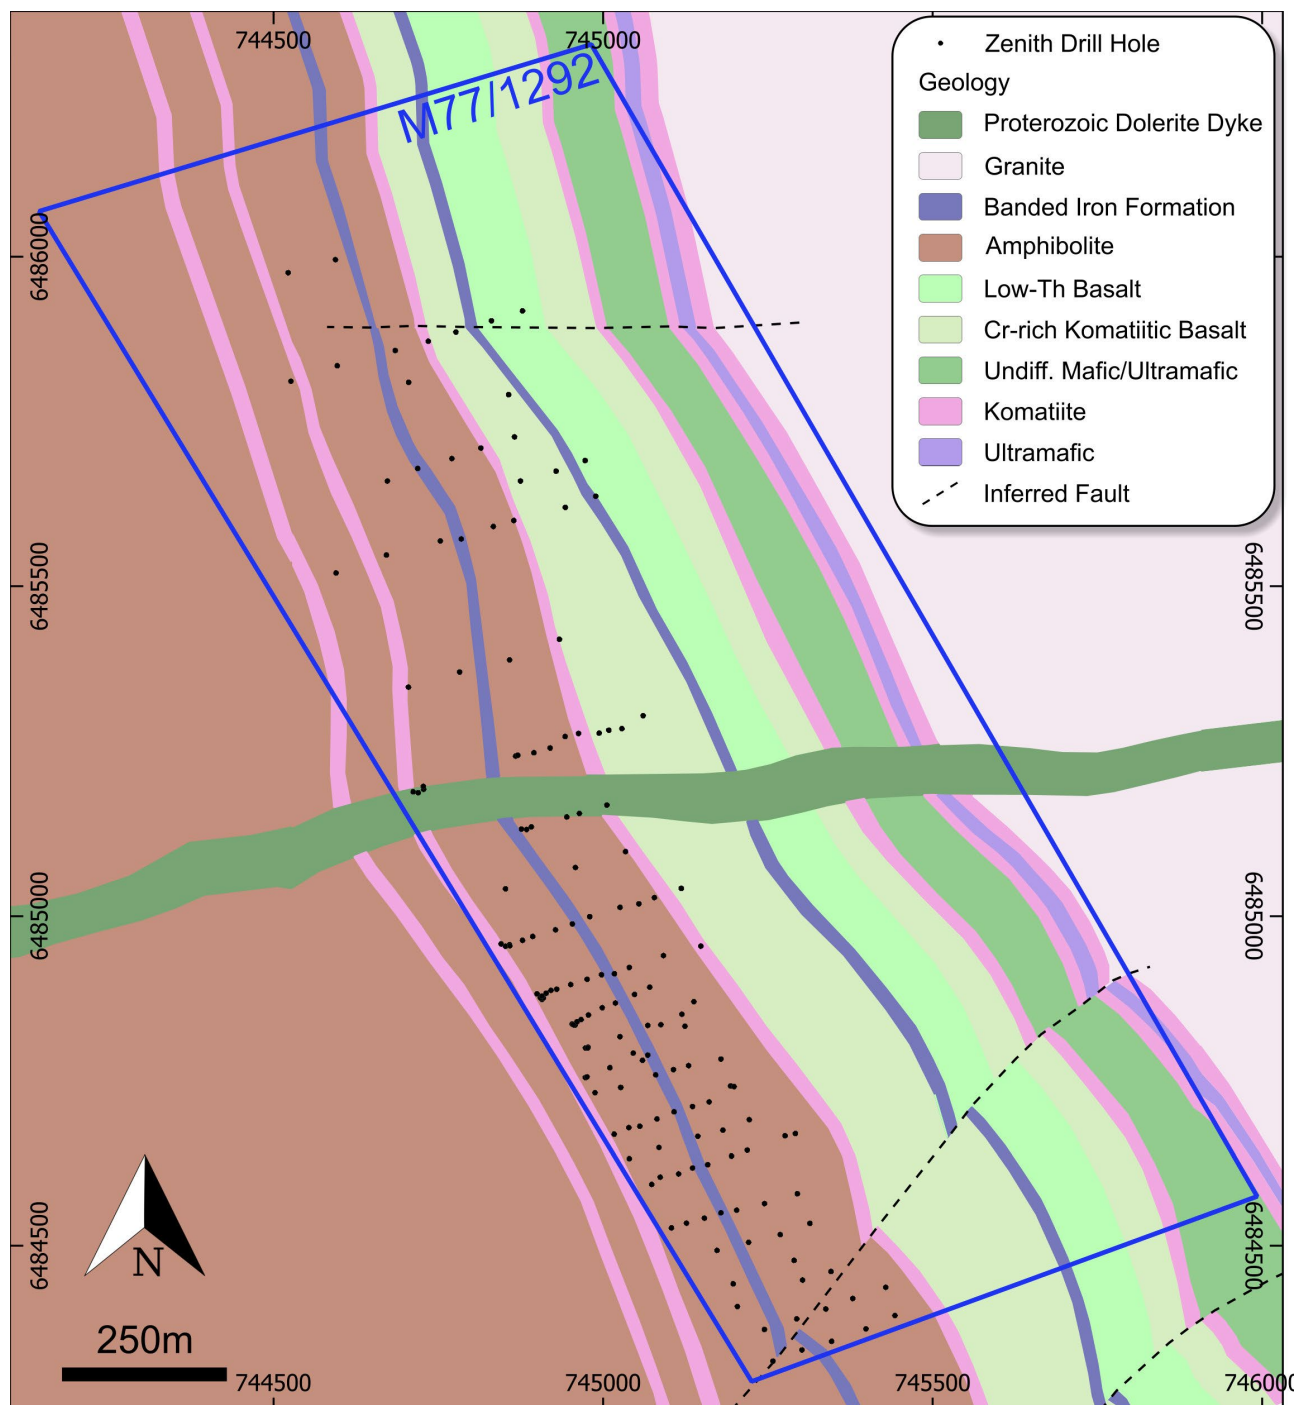 744500
745000
M77/1292
Zenith Drill Hole
Geology
Proterozoic Dolerite Dyke
Granite
Banded Iron Formation
Amphibolite
Low-Th Basalt
Cr-rich Komatiitic Basalt
Undiff. Mafic/Ultramafic
Komatiite
Ultramafic
Inferred Fault
6486000
6485500
6485500
6485000
6485000
6484500
6484500
N
250m
744500
745000
745500
746000